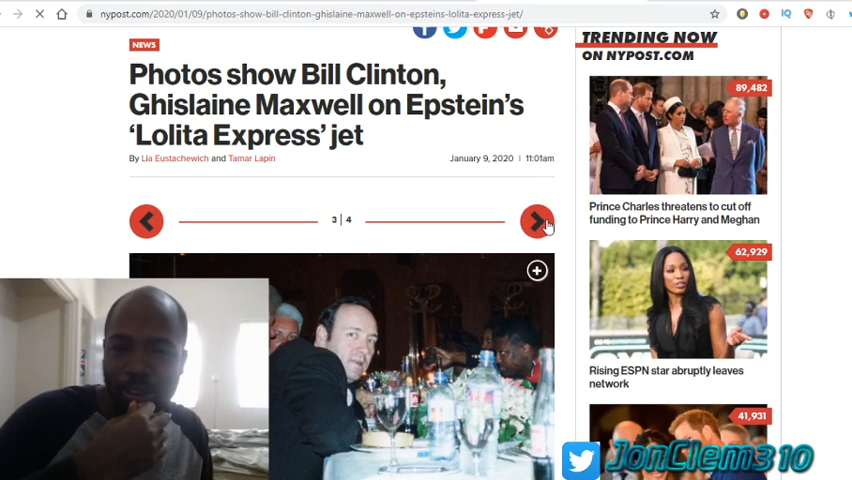 nypost.com/2020/01/09/photos-show-bill-clinton-ghislaine-maxwell-on-epsteins-lolita-express-jet/
NEWS
Photos show Bill Clinton,
Ghislaine Maxwell on Epstein's
'Lolita Express' jet
By Lia Eustachewich and Tamar Lapin
January 9, 2020 | 11:01am
3 | 4
TRENDING NOW
ON NYPOST.COM
89,482
Prince Charles threatens to cut off
funding to Prince Harry and Meghan
62,929
Rising ESPN star abruptly leaves
network
41,931
JonClem310